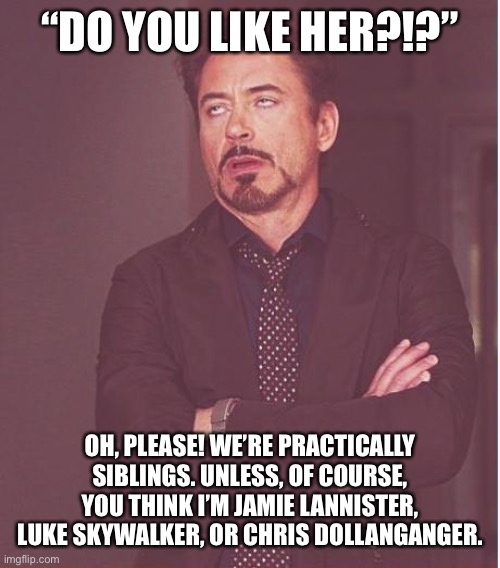 “DO YOU LIKE HER?!?”
OH, PLEASE! WE’RE PRACTICALLY
SIBLINGS. UNLESS, OF COURSE,
YOU THINK I’M JAMIE LANNISTER,
LUKE SKYWALKER, OR CHRIS DOLLANGANGER.
imgflip.com